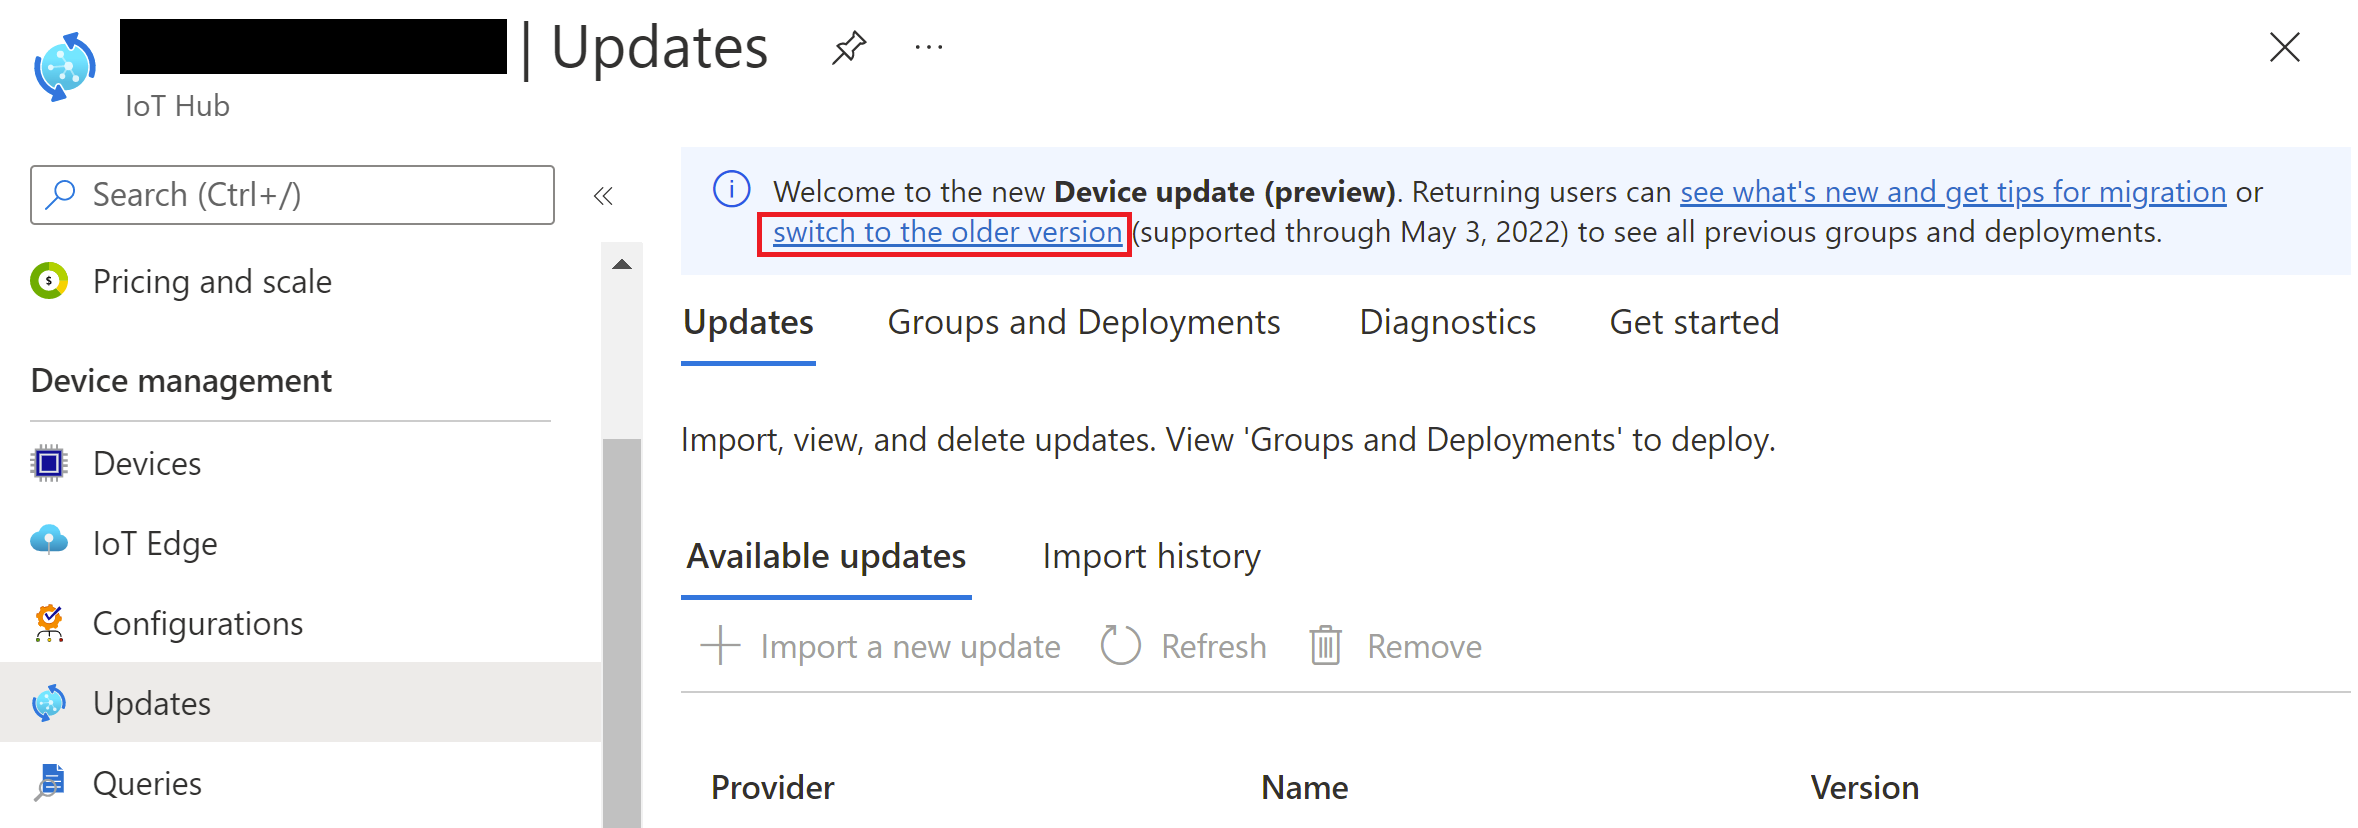 | Updates
IoT Hub
Search (Ctrl+/)
Pricing and scale
Device management
Devices
IoT Edge
Configurations
Updates
Queries
Welcome to the new Device update (preview). Returning users can see what's new and get tips for migration or
switch to the older version (supported through May 3, 2022) to see all previous groups and deployments.
Updates Groups and Deployments Diagnostics Get started
Import, view, and delete updates. View 'Groups and Deployments' to deploy.
Available updates Import history
Import a new update Refresh Remove
Provider Name Version